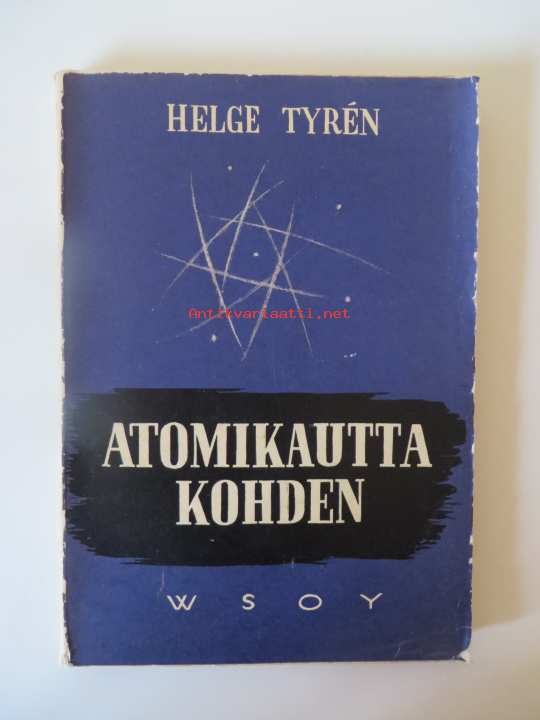 HELGE TYRÉN
Antikvariaatti.net
ATOMIKAUTTA
KOHDEN
WSOY